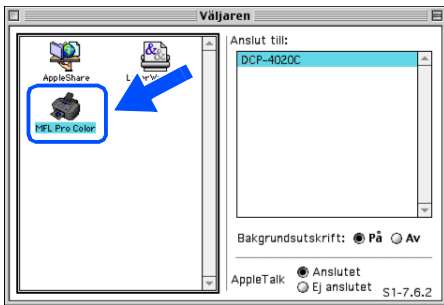 Väljaren
AppleShare
MFL Pro Color
Anslut till:
DCP-4020C
Bakgrundsutskrift: På Av
AppleTalk Anslutet
Ej anslutet
S1-7.6.2